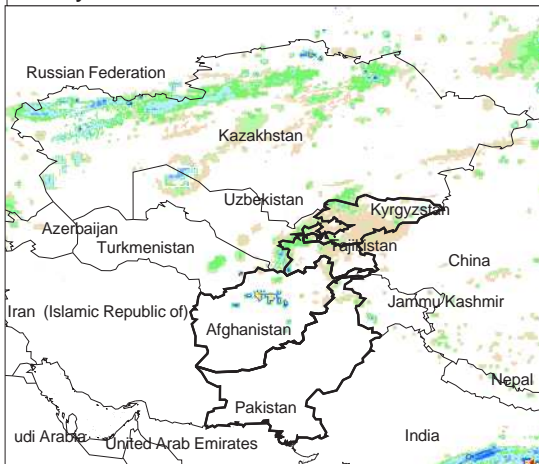 Russian Federation
Kazakhstan
Uzbekistan
Kyrgyzstan
Azerbaijan
Turkmenistan
Tajikistan
China
Iran (Islamic Republic of)
Jammu/Kashmir
Afghanistan
Nepal
Pakistan
udi Arabia
United Arab Emirates
India